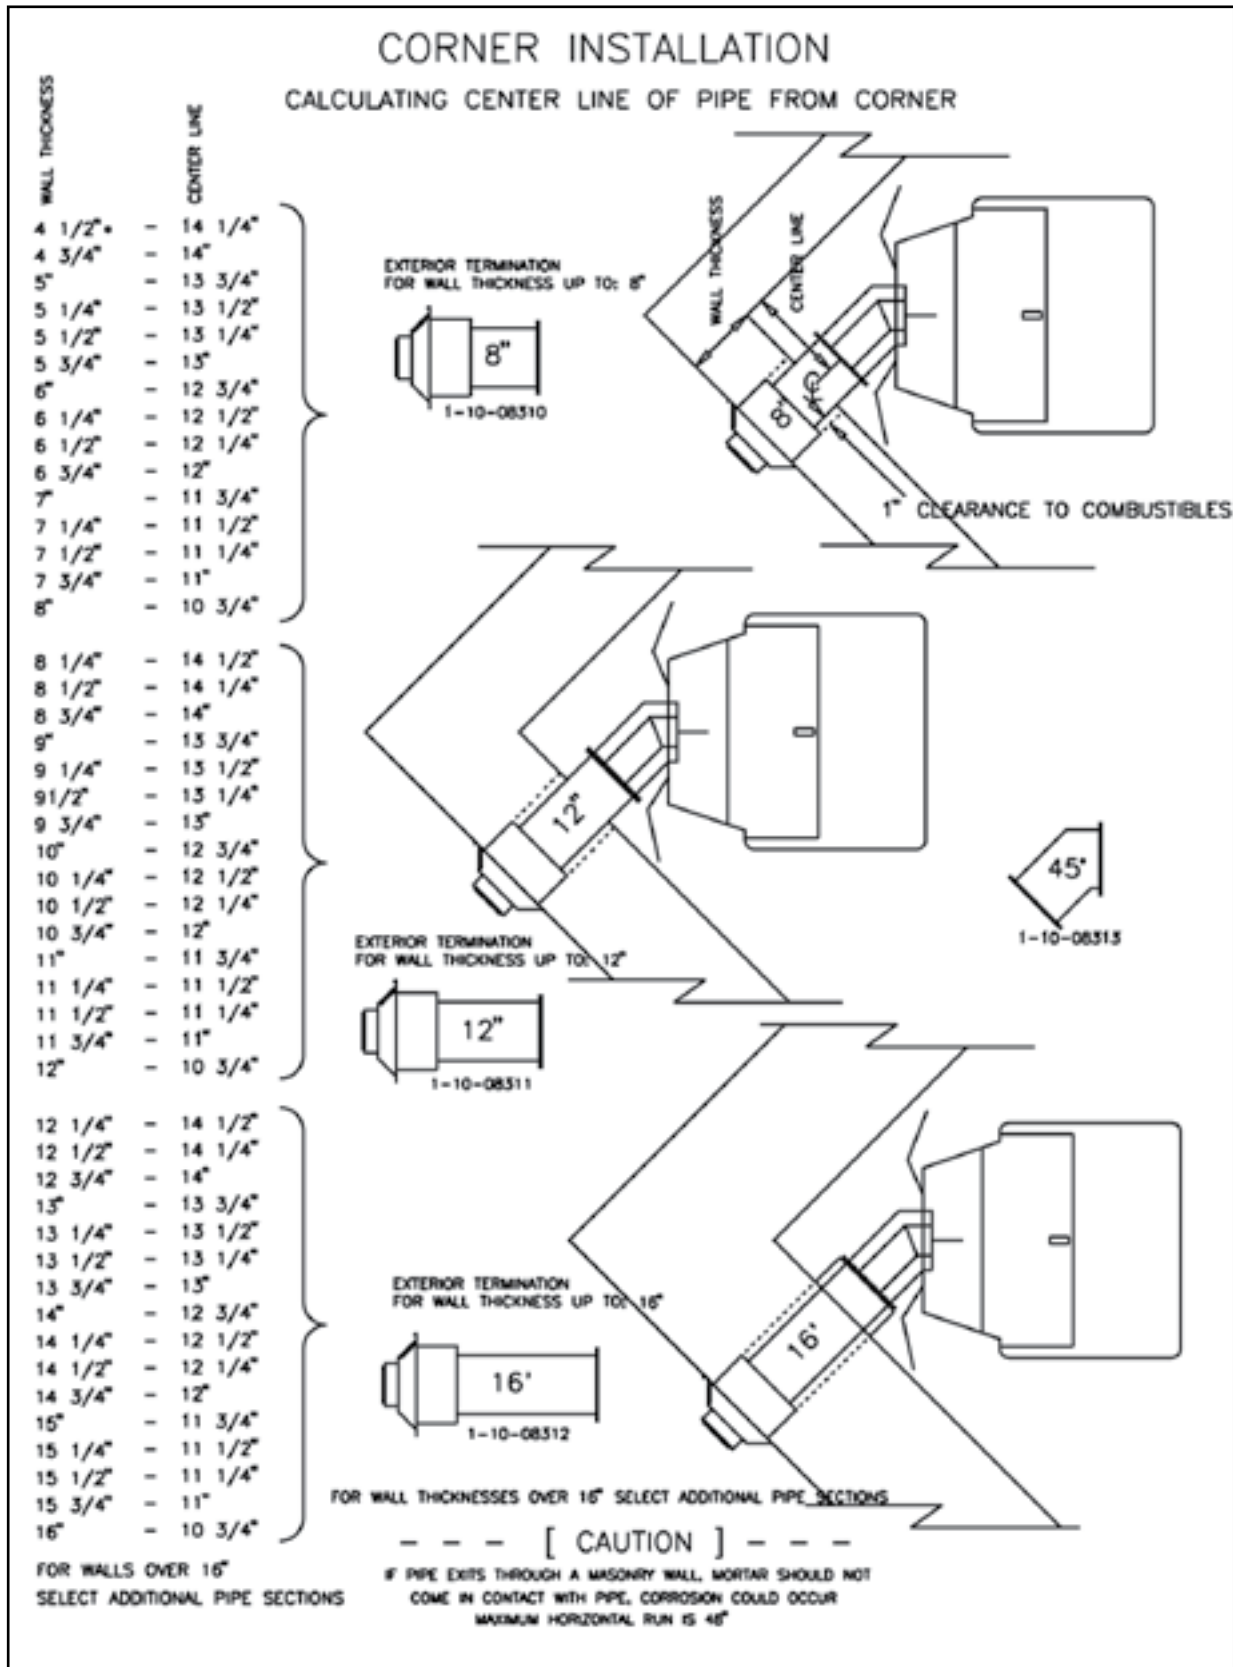 CORNER INSTALLATION
CALCULATING CENTER LINE OF PIPE FROM CORNER
WALL THICKNESS
CENTER LINE
4 1/2"• - 14 1/4"
4 3/4" - 14"
5" - 13 3/4"
5 1/4" - 13 1/2"
5 1/2" - 13 1/4"
5 3/4" - 13"
6" - 12 3/4"
6 1/4" - 12 1/2"
6 1/2" - 12 1/4"
6 3/4" - 12"
7" - 11 3/4"
7 1/4" - 11 1/2"
7 1/2" - 11 1/4"
7 3/4" - 11"
8" - 10 3/4"
EXTERIOR TERMINATION
FOR WALL THICKNESS UP TO: 8"
8"
1-10-08310
WALL THICKNESS
CENTER LINE
8"
1" CLEARANCE TO COMBUSTIBLES
8 1/4" - 14 1/2"
8 1/2" - 14 1/4"
8 3/4" - 14"
9" - 13 3/4"
9 1/4" - 13 1/2"
91/2" - 13 1/4"
9 3/4" - 13"
10" - 12 3/4"
10 1/4" - 12 1/2"
10 1/2" - 12 1/4"
10 3/4" - 12"
11" - 11 3/4"
11 1/4" - 11 1/2"
11 1/2" - 11 1/4"
11 3/4" - 11"
12" - 10 3/4"
12"
45°
1-10-08313
EXTERIOR TERMINATION
FOR WALL THICKNESS UP TO: 12"
12"
1-10-08311
12 1/4" - 14 1/2"
12 1/2" - 14 1/4"
12 3/4" - 14"
13" - 13 3/4"
13 1/4" - 13 1/2"
13 1/2" - 13 1/4"
13 3/4" - 13"
14" - 12 3/4"
14 1/4" - 12 1/2"
14 1/2" - 12 1/4"
14 3/4" - 12"
15" - 11 3/4"
15 1/4" - 11 1/2"
15 1/2" - 11 1/4"
15 3/4" - 11"
16" - 10 3/4"
EXTERIOR TERMINATION
FOR WALL THICKNESS UP TO: 16"
16'
16'
1-10-08312
FOR WALL THICKNESSES OVER 16" SELECT ADDITIONAL PIPE SECTIONS
FOR WALLS OVER 16"
SELECT ADDITIONAL PIPE SECTIONS
- - - [ CAUTION ] - - -
IF PIPE EXITS THROUGH A MASONRY WALL, MORTAR SHOULD NOT
COME IN CONTACT WITH PIPE, CORROSION COULD OCCUR
MAXIMUM HORIZONTAL RUN IS 48"